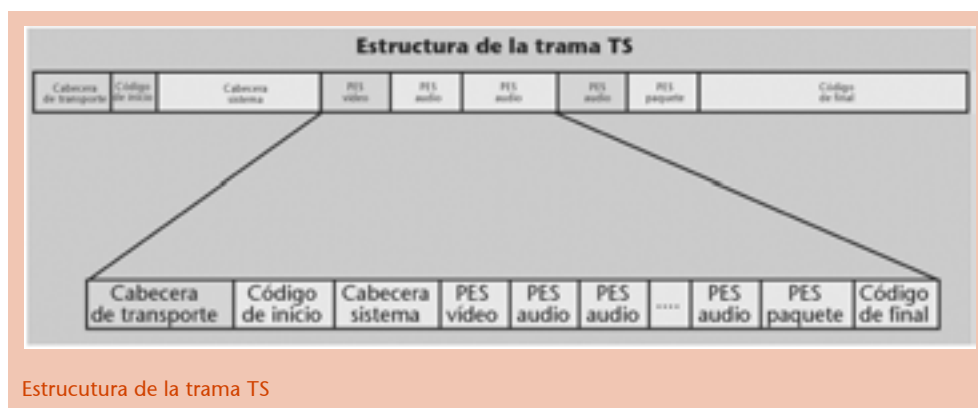 Estructura de la trama TS
Cabecera
de transporte
Código
de inicio
Cabecera
sistema
PES
vídeo
PES
audio
PES
audio
PES
audio
PES
paquete
Código
de final
Cabecera
de transporte
Código
de inicio
Cabecera
sistema
PES
vídeo
PES
audio
PES
audio
....
PES
audio
PES
paquete
Código
de final
Estrucutura de la trama TS